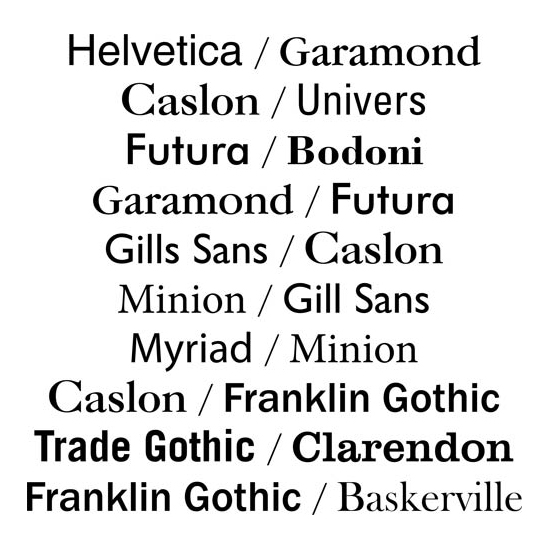 Helvetica / Garamond
Caslon / Univers
Futura / Bodoni
Garamond / Futura
Gills Sans / Caslon
Minion / Gill Sans
Myriad / Minion
Caslon / Franklin Gothic
Trade Gothic / Clarendon
Franklin Gothic / Baskerville